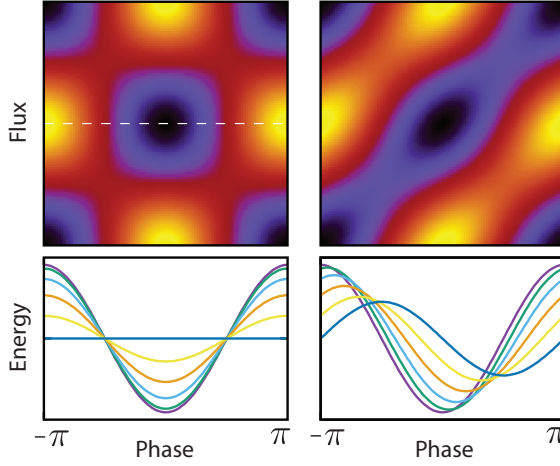 Flux
Energy
−π π −π π
Phase Phase